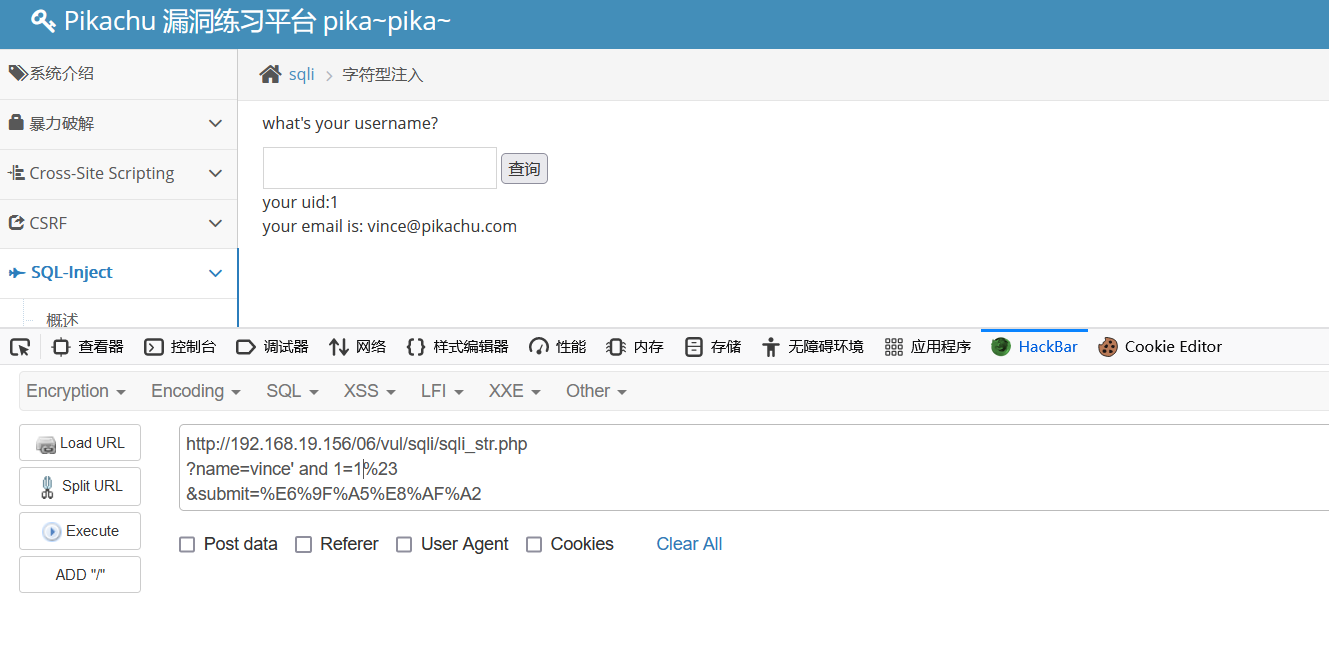 Pikachu 漏洞练习平台 pika~pika~
系统介绍
暴力破解
Cross-Site Scripting
CSRF
SQL-Inject
概述
sqli > 字符型注入
what's your username?
查询
your uid:1
your email is: vince@pikachu.com
查看器 控制台 调试器 网络 样式编辑器 性能 内存 存储 无障碍环境 应用程序 HackBar Cookie Editor
Encryption Encoding SQL XSS LFI XXE Other
Load URL
Split URL
Execute
ADD "/"
http://192.168.19.156/06/vul/sqli/sqli_str.php
?name=vince' and 1=1%23
&submit=%E6%9F%A5%E8%AF%A2
Post data Referer User Agent Cookies Clear All